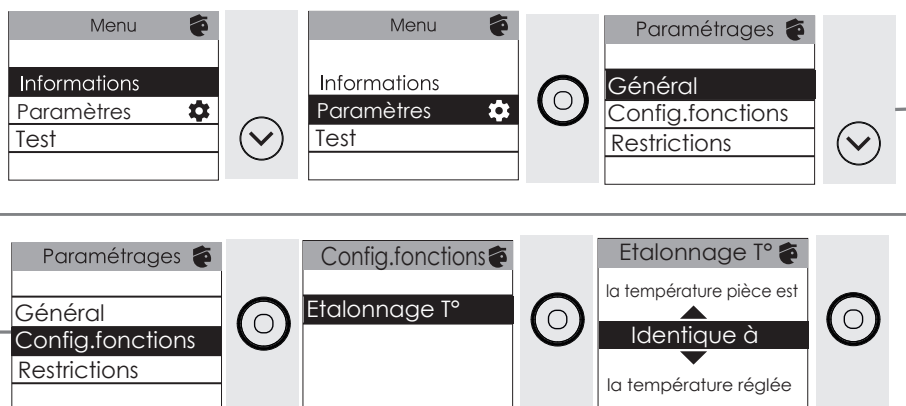 Menu
Informations
Paramètres
Test
Menu
Informations
Paramètres
Test
Paramétrages
Général
Config.fonctions
Restrictions
Paramétrages
Général
Config.fonctions
Restrictions
Config.fonctions
Etalonnage T°
Etalonnage T°
la température pièce est
Identique à
la température réglée